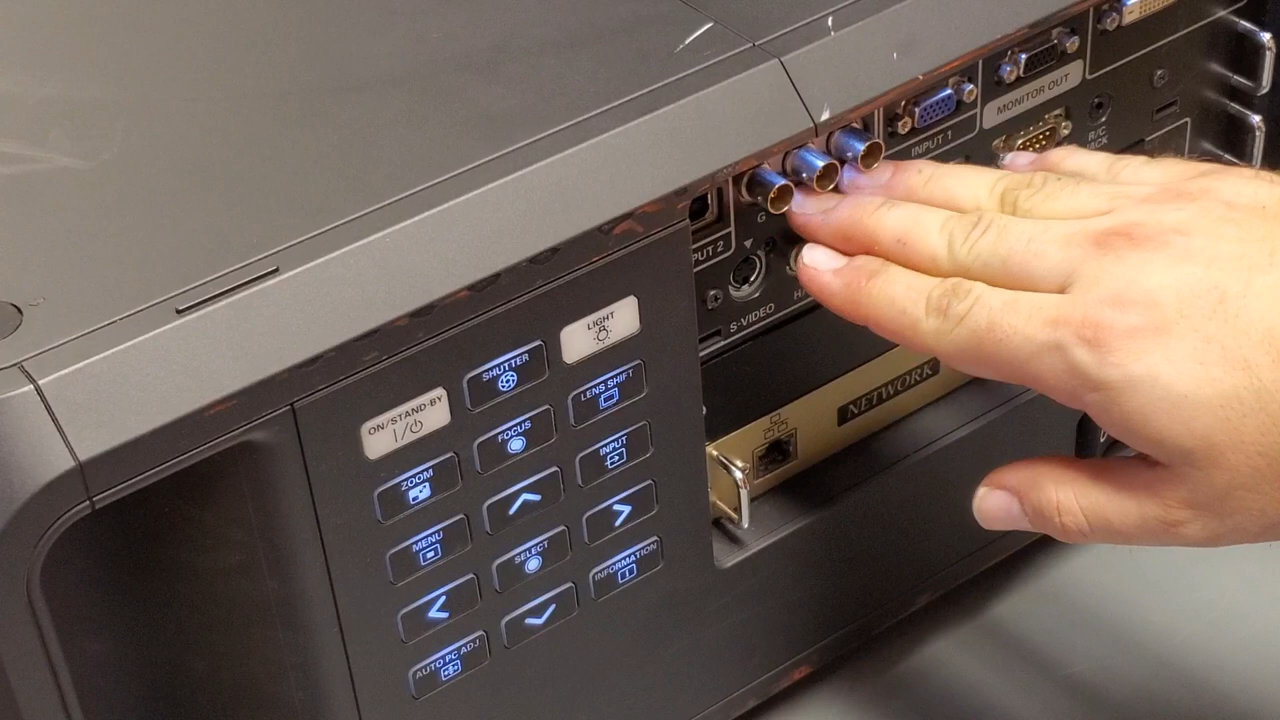 MONITOR OUT
INPUT 1
R/C
JACK
G
PUT 2
S-VIDEO
H/
NETWORK
LIGHT
SHUTTER
ON/STAND-BY
I/
LENS SHIFT
FOCUS
INPUT
ZOOM
MENU
SELECT
INFORMATION
AUTO PC ADJ